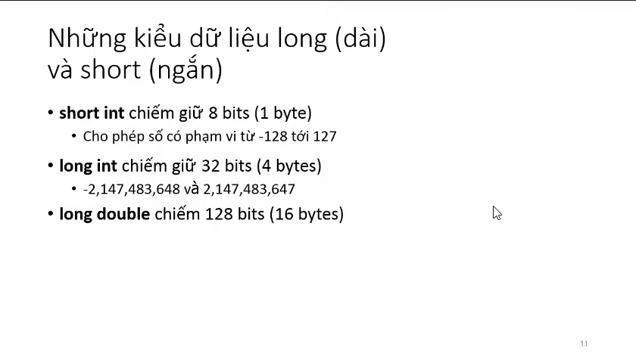 Những kiểu dữ liệu long (dài)
và short (ngắn)
• short int chiếm giữ 8 bits (1 byte)
• Cho phép số có phạm vi từ -128 tới 127
• long int chiếm giữ 32 bits (4 bytes)
• -2,147,483,648 và 2,147,483,647
• long double chiếm 128 bits (16 bytes)
11